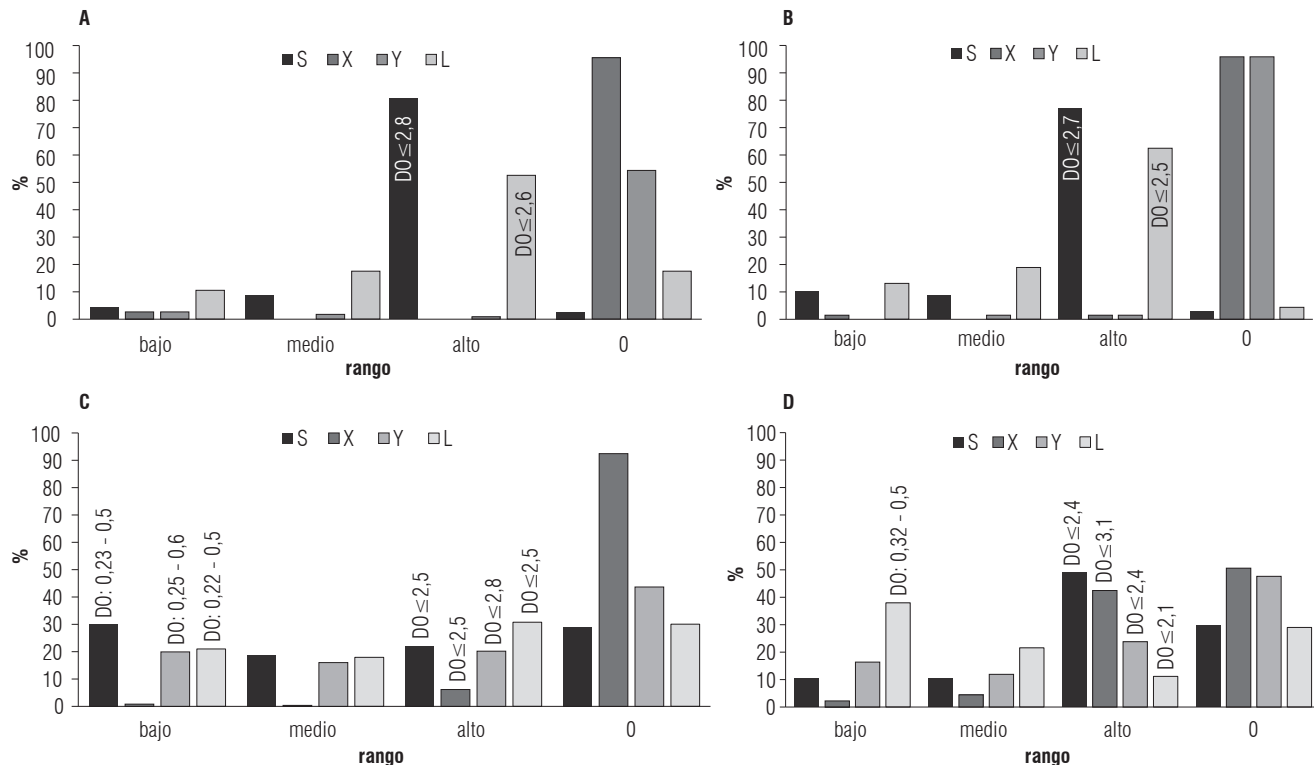 A
S X Y L
100
90
80
70
60
50
40
30
20
10
0
%
DO≤2,8
DO≤2,6
bajo medio alto 0
rango
B
S X Y L
100
90
80
70
60
50
40
30
20
10
0
%
DO≤2,7
DO≤2,5
bajo medio alto 0
rango
C
S X Y L
100
90
80
70
60
50
40
30
20
10
0
%
DO: 0,23 - 0,5
DO: 0,25 - 0,6
DO: 0,22 - 0,5
DO≤2,5
DO≤2,5
DO≤2,8
DO≤2,5
bajo medio alto 0
rango
D
S X Y L
100
90
80
70
60
50
40
30
20
10
0
%
DO: 0,32 - 0,5
DO≤2,4
DO≤3,1
DO≤2,4
DO≤2,1
bajo medio alto 0
rango